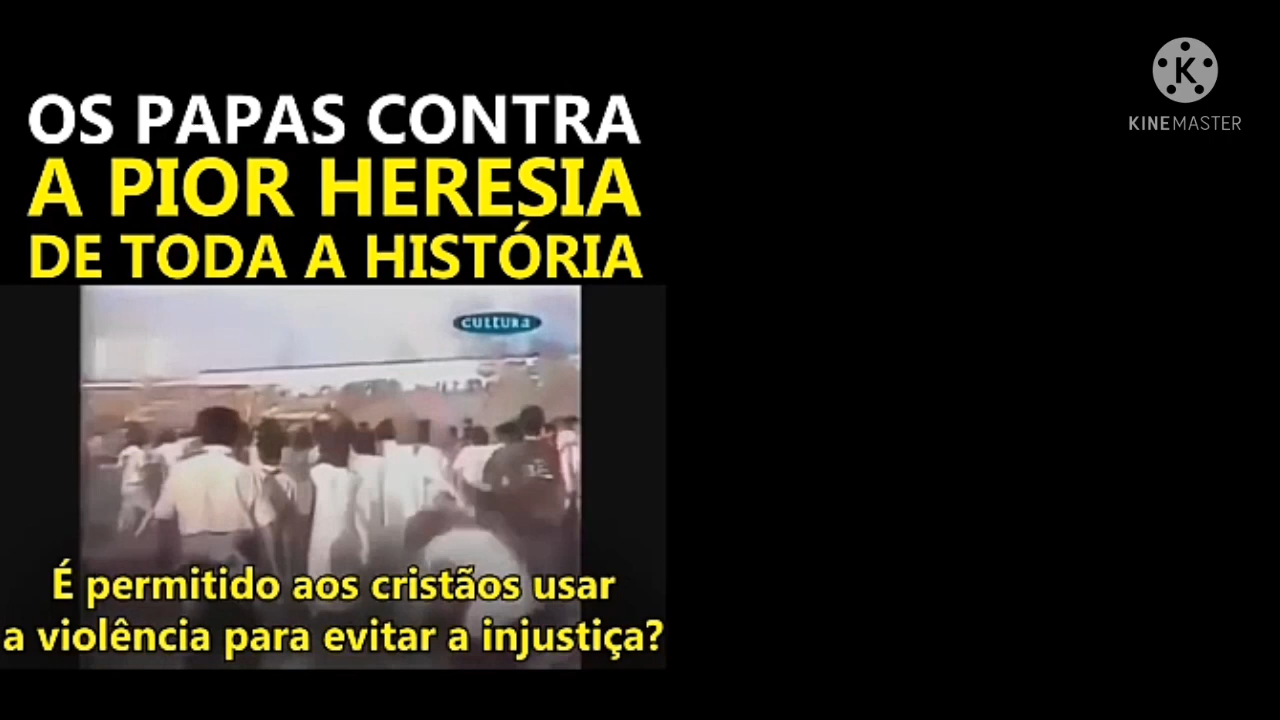 OS PAPAS CONTRA
A PIOR HERESIA
DE TODA A HISTÓRIA
K
KINEMASTER
CULTURA
É permitido aos cristãos usar
a violência para evitar a injustiça?